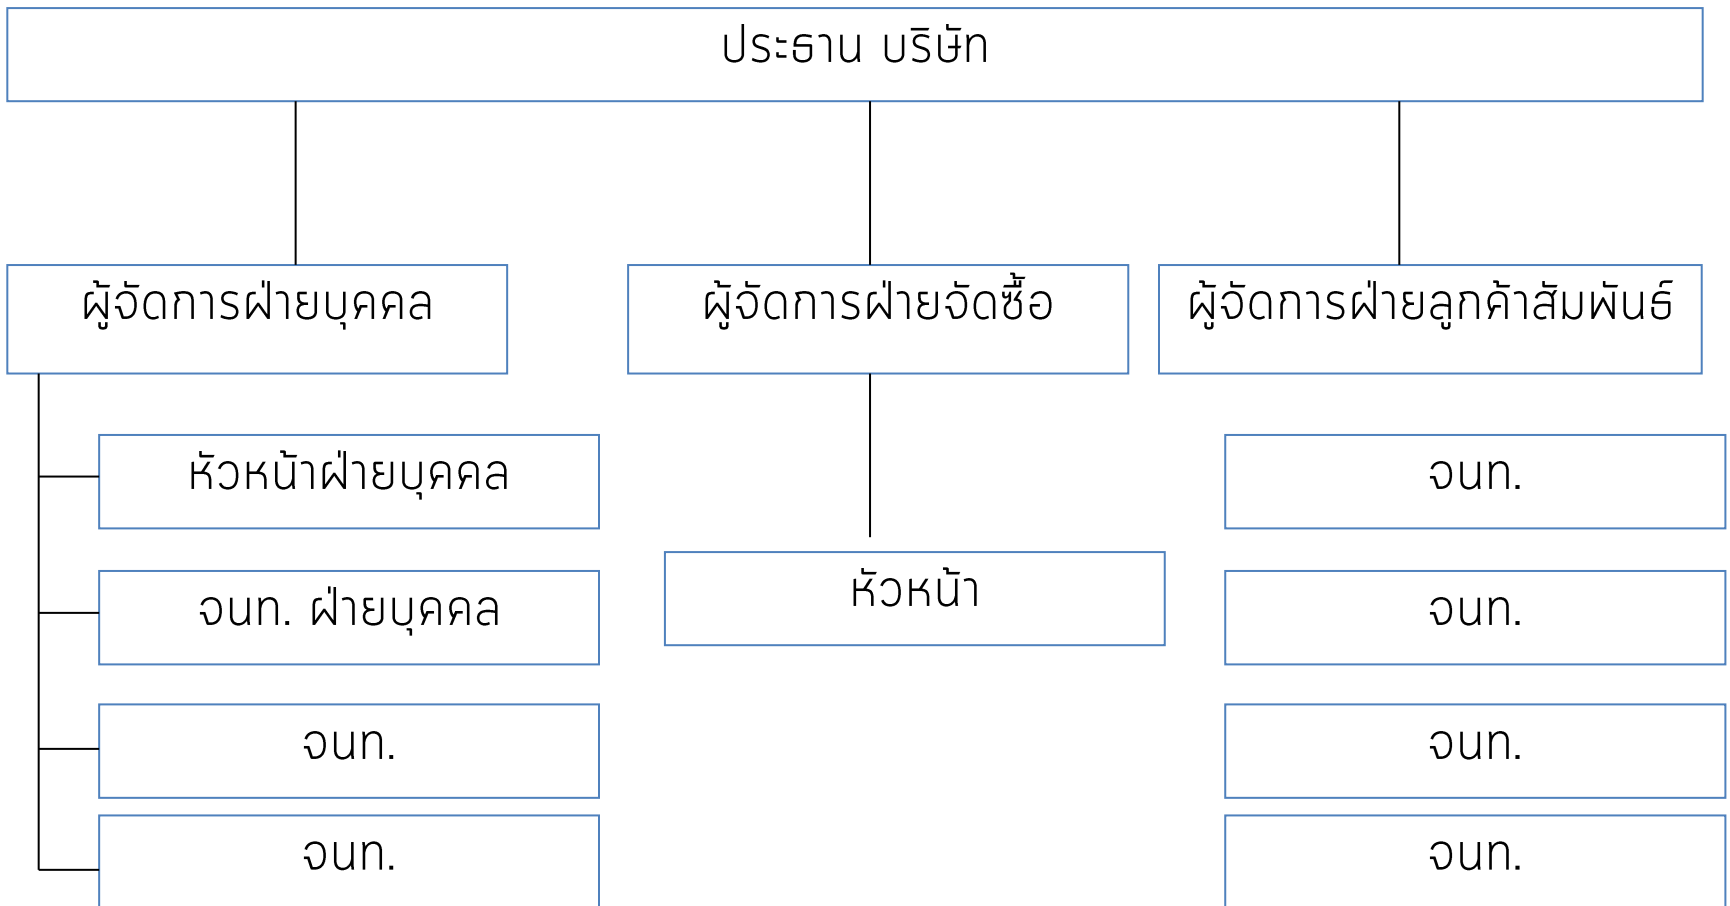 ประธาน บริษัท
ผู้จัดการฝ่ายบุคคล
ผู้จัดการฝ่ายจัดซื้อ
ผู้จัดการฝ่ายลูกค้าสัมพันธ์
หัวหน้าฝ่ายบุคคล
จนท.
จนท. ฝ่ายบุคคล
หัวหน้า
จนท.
จนท.
จนท.
จนท.
จนท.